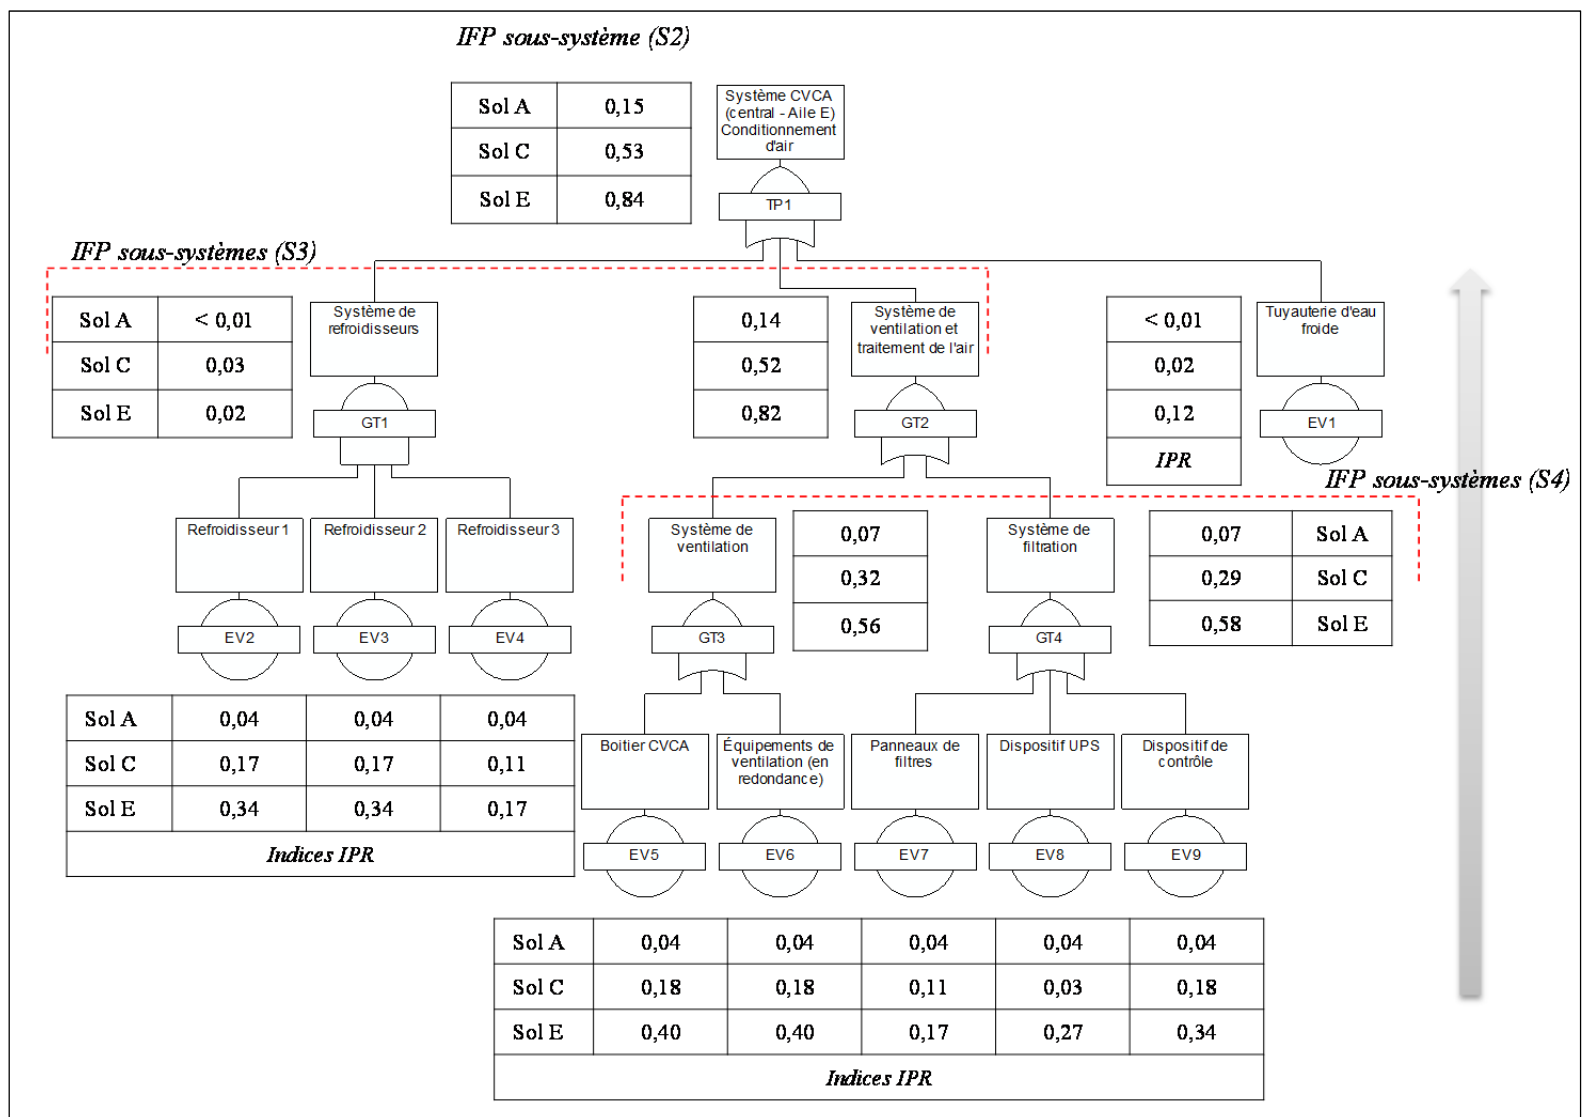 IFP sous-système (S2)
Sol A 0,15
Sol C 0,53
Sol E 0,84
Système CVCA
(central - Aile E)
Conditionnement
d'air
TP1
IFP sous-systèmes (S3)
Sol A < 0,01
Sol C 0,03
Sol E 0,02
Système de
refroidisseurs
GT1
0,14
0,52
0,82
Système de
ventilation et
traitement de l'air
GT2
< 0,01
0,02
0,12
IPR
Tuyauterie d'eau
froide
EV1
IFP sous-systèmes (S4)
Refroidisseur 1
EV2
Refroidisseur 2
EV3
Refroidisseur 3
EV4
Système de
ventilation
GT3
0,07
0,32
0,56
Système de
filtration
GT4
0,07 Sol A
0,29 Sol C
0,58 Sol E
Sol A 0,04 0,04 0,04
Sol C 0,17 0,17 0,11
Sol E 0,34 0,34 0,17
Indices IPR
Boitier CVCA
EV5
Équipements de
ventilation (en
redondance)
EV6
Panneaux de
filtres
EV7
Dispositif UPS
EV8
Dispositif de
contrôle
EV9
Sol A 0,04 0,04 0,04 0,04 0,04
Sol C 0,18 0,18 0,11 0,03 0,18
Sol E 0,40 0,40 0,17 0,27 0,34
Indices IPR